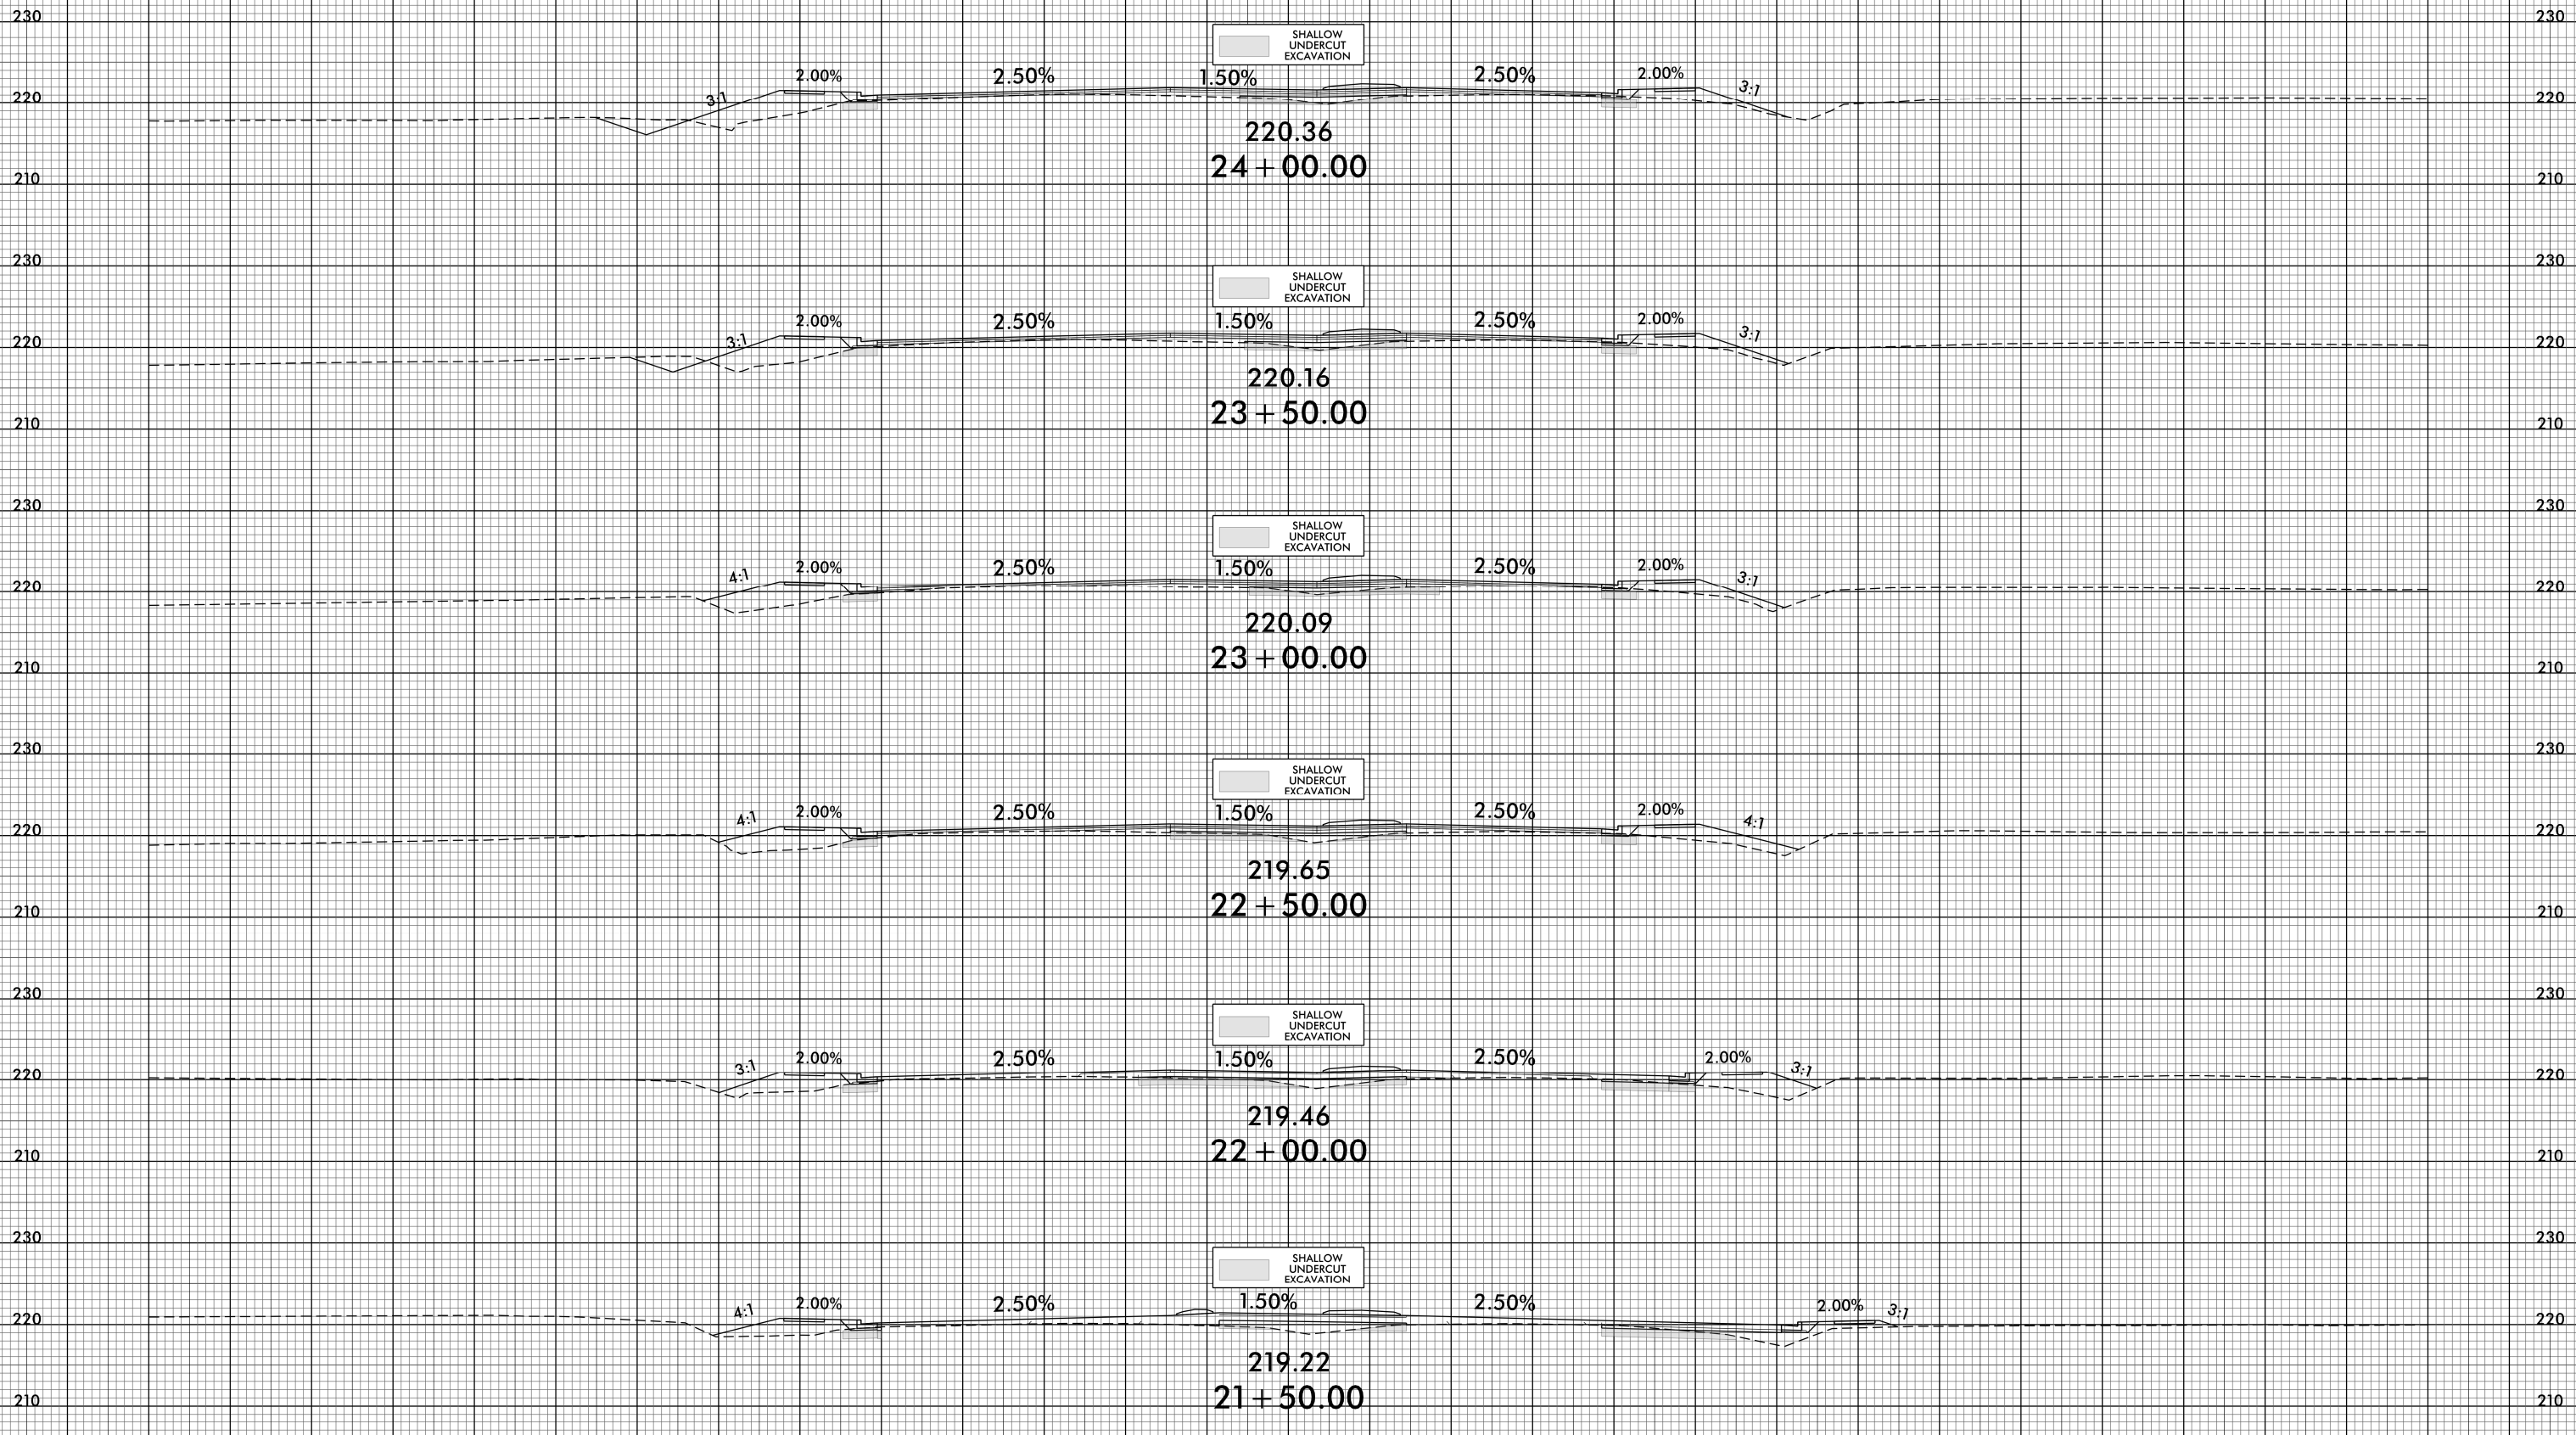 230 230
SHALLOW
UNDERCUT
EXCAVATION
3:1 2.00% 2.50% 1.50% 2.50% 2.00% 3:1
220 220
220.36
24+00.00
210 210
230 230
SHALLOW
UNDERCUT
EXCAVATION
3:1 2.00% 2.50% 1.50% 2.50% 2.00% 3:1
220 220
220.16
23+50.00
210 210
230 230
SHALLOW
UNDERCUT
EXCAVATION
4:1 2.00% 2.50% 1.50% 2.50% 2.00% 3:1
220 220
220.09
23+00.00
210 210
230 230
SHALLOW
UNDERCUT
EXCAVATION
4:1 2.00% 2.50% 1.50% 2.50% 2.00% 4:1
220 220
219.65
22+50.00
210 210
230 230
SHALLOW
UNDERCUT
EXCAVATION
3:1 2.00% 2.50% 1.50% 2.50% 2.00% 3:1
220 220
219.46
22+00.00
210 210
230 230
SHALLOW
UNDERCUT
EXCAVATION
4:1 2.00% 2.50% 1.50% 2.50% 2.00% 3:1
220 220
219.22
21+50.00
210 210